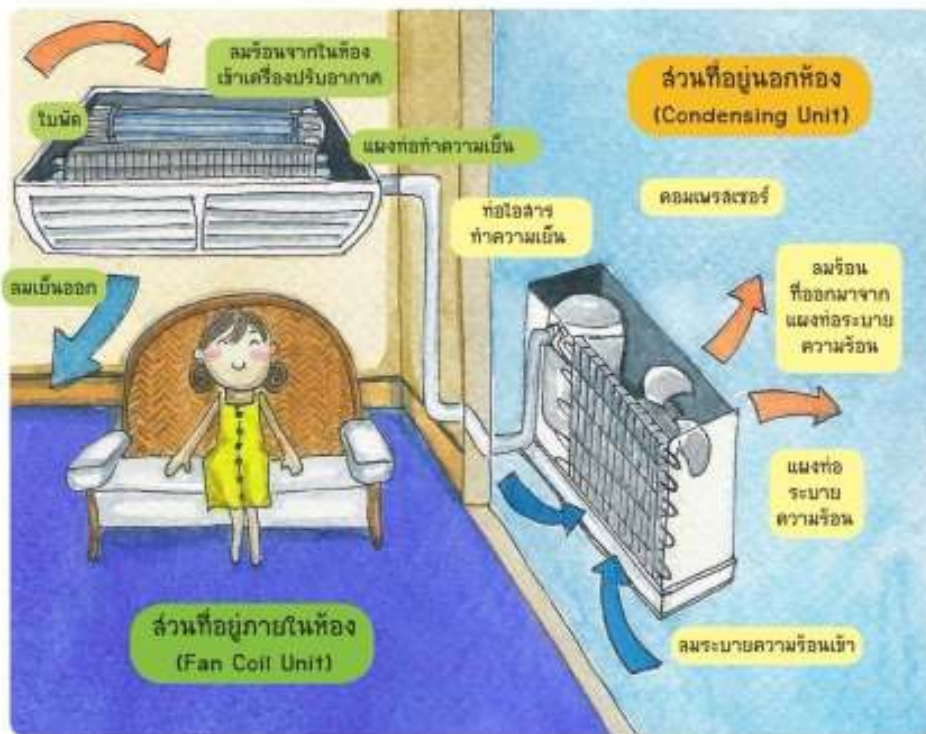 ลมร้อนจากในห้อง
เข้าเครื่องปรับอากาศ
ใบพัด
แผงท่อทำความเย็น
ลมเย็นออก
ส่วนที่อยู่ภายในห้อง
(Fan Coil Unit)
ส่วนที่อยู่นอกห้อง
(Condensing Unit)
คอมเพรสเซอร์
ท่อไอสาร
ทำความเย็น
ลมร้อน
ที่ออกมาจาก
แผงท่อระบาย
ความร้อน
แผงท่อ
ระบาย
ความร้อน
ลมระบายความร้อนเข้า